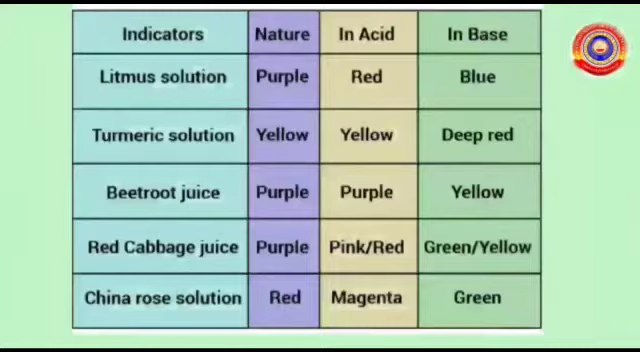 Indicators Nature In Acid In Base
Litmus solution Purple Red Blue
Turmeric solution Yellow Yellow Deep red
Beetroot juice Purple Purple Yellow
Red Cabbage juice Purple Pink/Red Green/Yellow
China rose solution Red Magenta Green